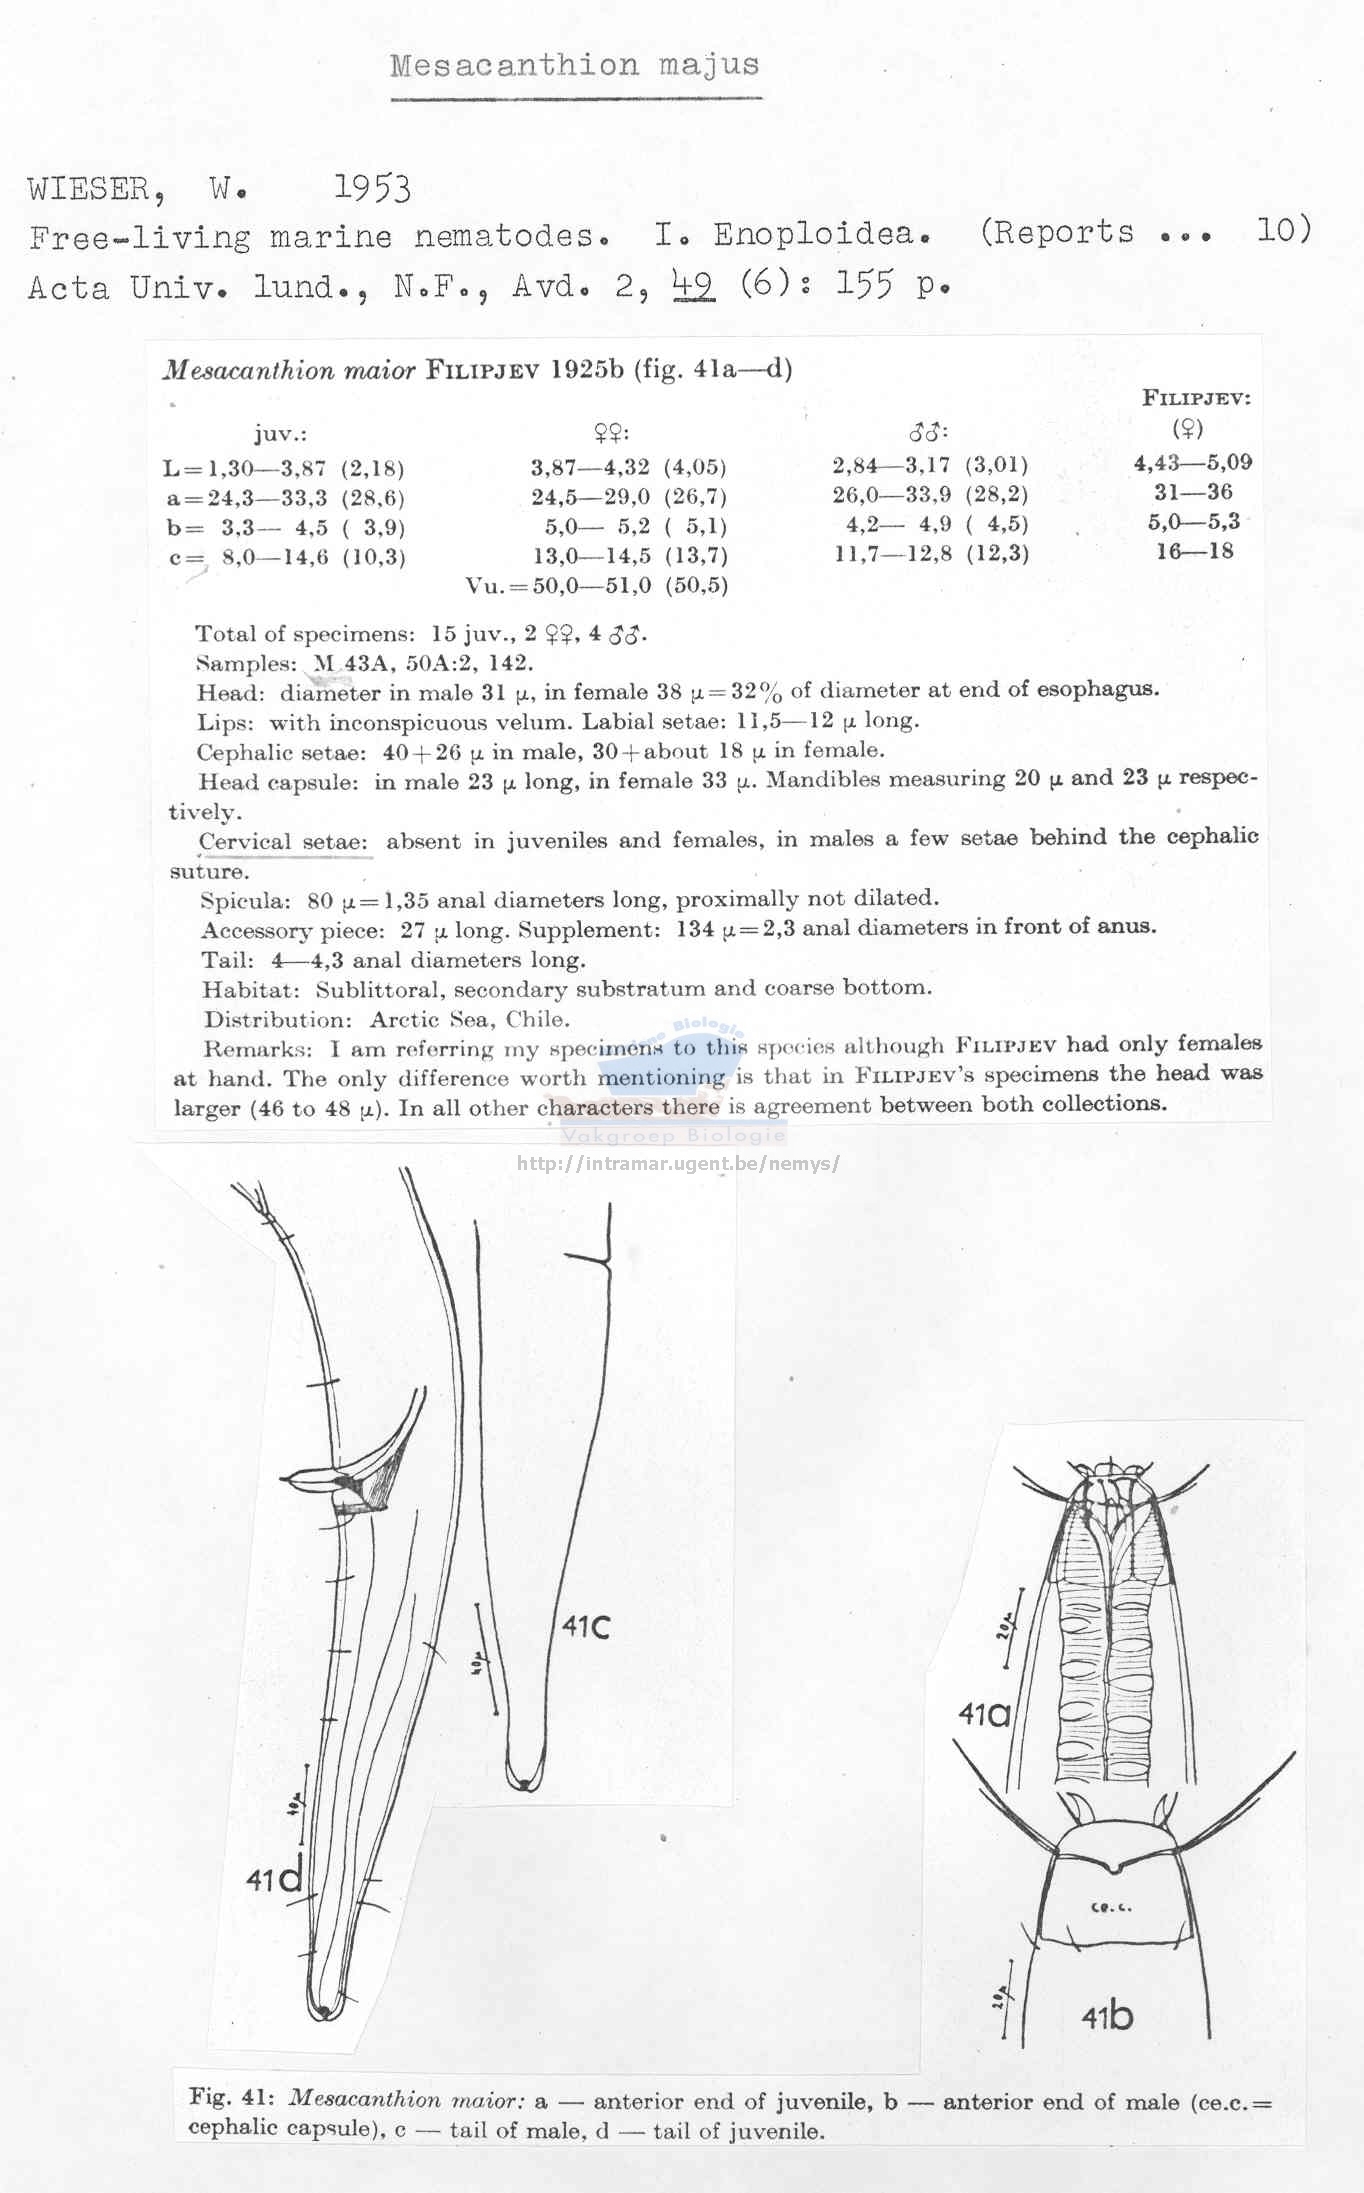 Mesacanthion majus
WIESER, W. 1953
Free-living marine nematodes. I. Enoploidea. (Reports ... 10)
Acta Univ. lund., N.F., Avd. 2, 49 (6): 155 p.
Mesacanthion maior FILIPJEV 1925b (fig. 41a—d)
FILIPJEV:
juv.: ♀♀: ♂♂: (♀)
L=1,30—3,87 (2,18) 3,87—4,32 (4,05) 2,84—3,17 (3,01) 4,43—5,09
a=24,3—33,3 (28,6) 24,5—29,0 (26,7) 26,0—33,9 (28,2) 31—36
b= 3,3— 4,5 ( 3,9) 5,0— 5,2 ( 5,1) 4,2— 4,9 ( 4,5) 5,0—5,3
c= 8,0—14,6 (10,3) 13,0—14,5 (13,7) 11,7—12,8 (12,3) 16—18
Vu.=50,0—51,0 (50,5)
Total of specimens: 15 juv., 2 ♀♀, 4 ♂♂.
Samples: M 43A, 50A:2, 142.
Head: diameter in male 31 μ, in female 38 μ=32% of diameter at end of esophagus.
Lips: with inconspicuous velum. Labial setae: 11,5—12 μ long.
Cephalic setae: 40+26 μ in male, 30+about 18 μ in female.
Head capsule: in male 23 μ long, in female 33 μ. Mandibles measuring 20 μ and 23 μ respec-
tively.
Cervical setae: absent in juveniles and females, in males a few setae behind the cephalic
suture.
Spicula: 80 μ=1,35 anal diameters long, proximally not dilated.
Accessory piece: 27 μ long. Supplement: 134 μ=2,3 anal diameters in front of anus.
Tail: 4—4,3 anal diameters long.
Habitat: Sublittoral, secondary substratum and coarse bottom.
Distribution: Arctic Sea, Chile.
Remarks: I am referring my specimens to this species although FILIPJEV had only females
at hand. The only difference worth mentioning is that in FILIPJEV's specimens the head was
larger (46 to 48 μ). In all other characters there is agreement between both collections.
Biologie
Vakgroep Biologie
http://intramar.ugent.be/nemys/
41c
40μ
20μ
41a
40μ
41d
ce.c.
20μ
41b
Fig. 41: Mesacanthion maior: a — anterior end of juvenile, b — anterior end of male (ce.c.=
cephalic capsule), c — tail of male, d — tail of juvenile.